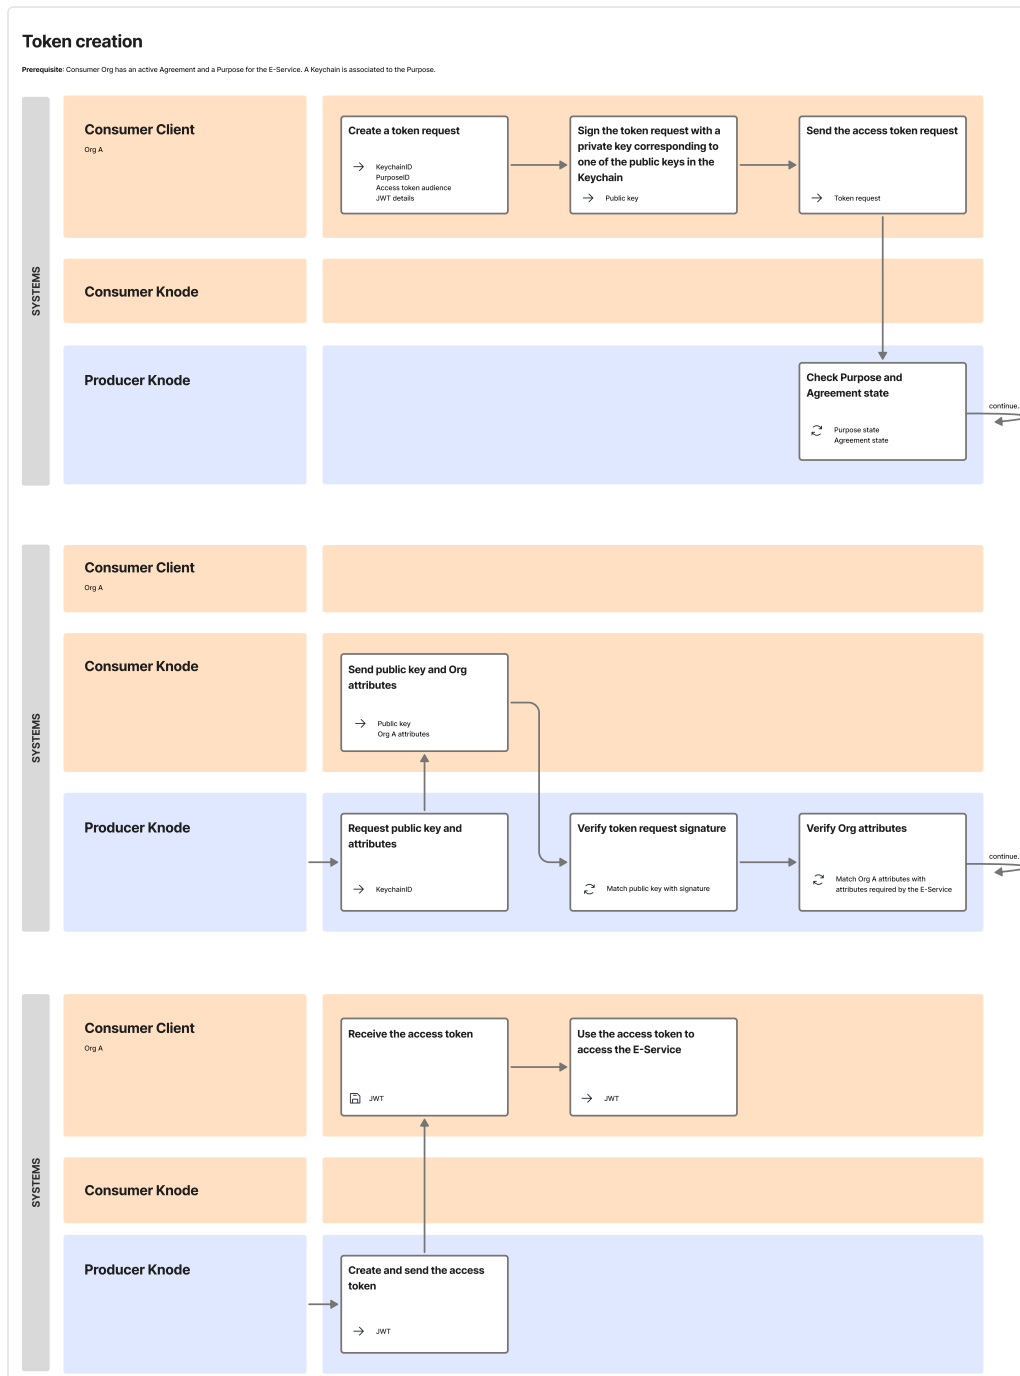 Token creation
Prerequisite: Consumer Org has an active Agreement and a Purpose for the E-Service. A Keychain is associated to the Purpose.
SYSTEMS
Consumer Client
Org A
Create a token request
KeychainID
PurposeID
Access token audience
JWT details
Sign the token request with a
private key corresponding to
one of the public keys in the
Keychain
Public key
Send the access token request
Token request
Consumer Knode
Producer Knode
Check Purpose and
Agreement state
Purpose state
Agreement state
continue.
SYSTEMS
Consumer Client
Org A
Consumer Knode
Send public key and Org
attributes
Public key
Org A attributes
Producer Knode
Request public key and
attributes
KeychainID
Verify token request signature
Match public key with signature
Verify Org attributes
Match Org A attributes with
attributes required by the E-Service
continue.
SYSTEMS
Consumer Client
Org A
Receive the access token
JWT
Use the access token to
access the E-Service
JWT
Consumer Knode
Producer Knode
Create and send the access
token
JWT